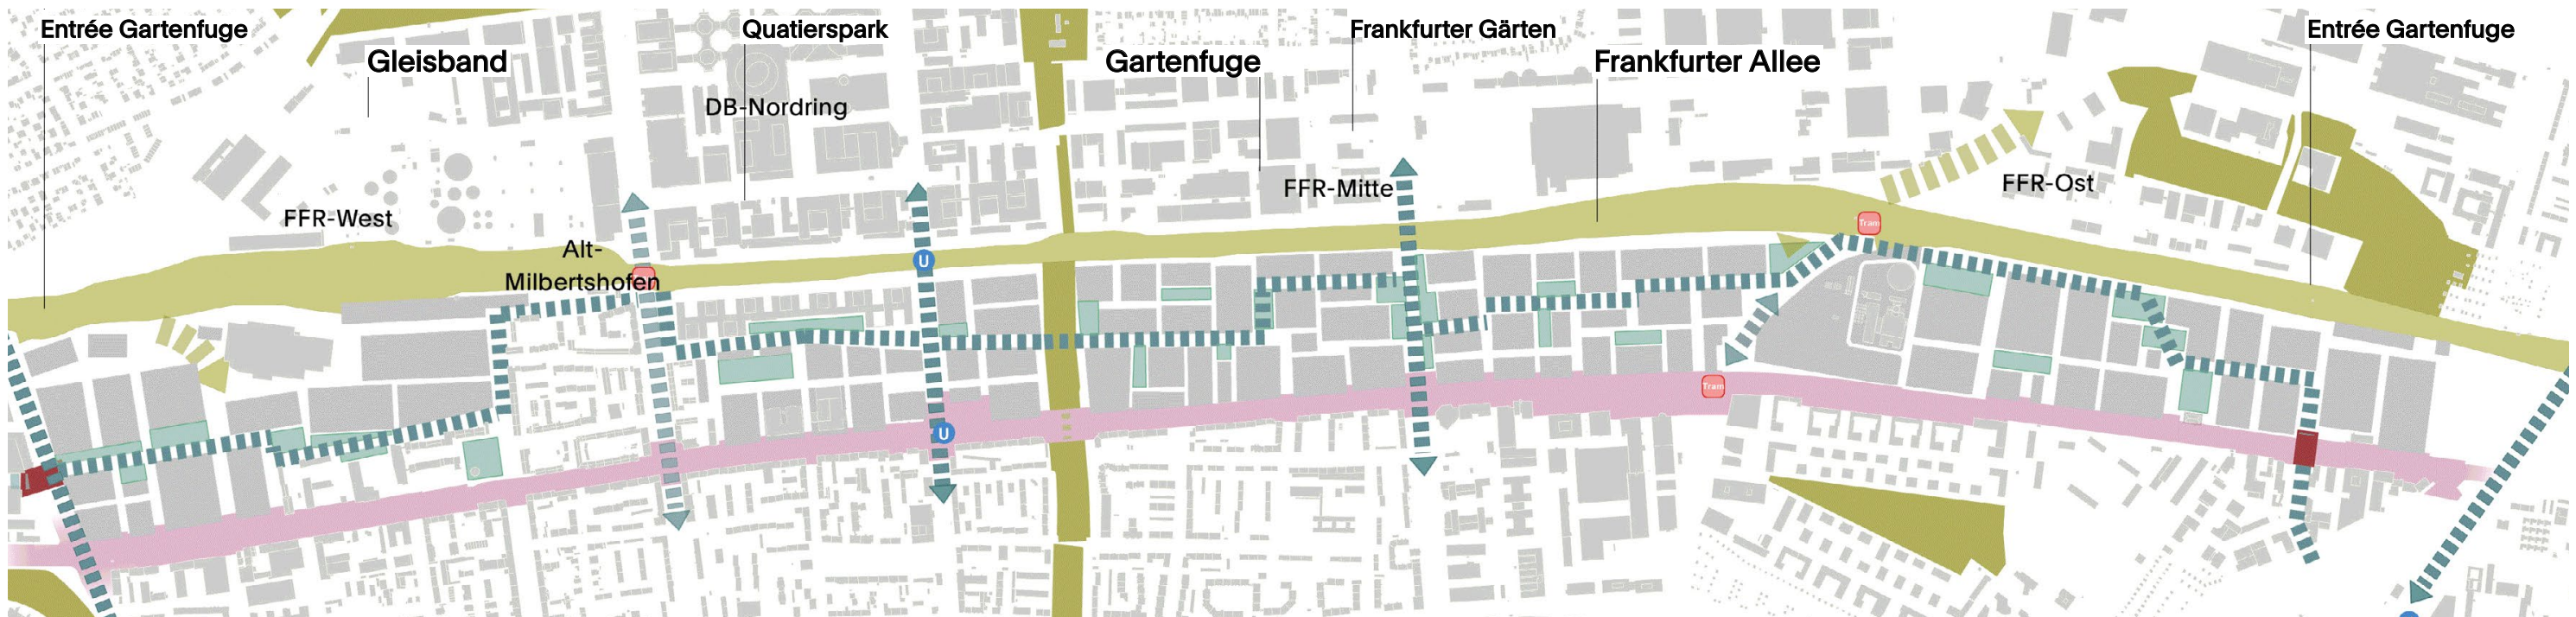 Entrée Gartenfuge
Quatierspark
Frankfurter Gärten
Entrée Gartenfuge
Gleisband
Gartenfuge
Frankfurter Allee
DB-Nordring
FFR-Mitte
FFR-Ost
FFR-West
Tram
Alt-
Milbertshofen
Tram
U
Tram
U